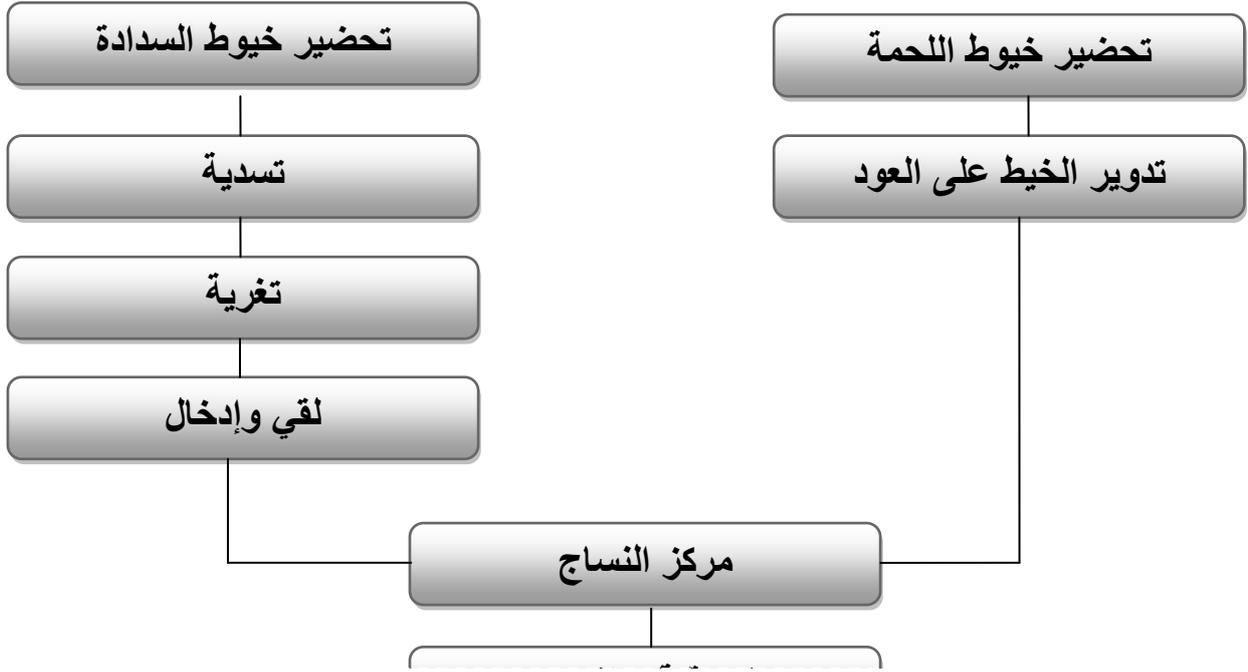 تحضير خيوط السدادة
تحضير خيوط اللحمة
تسدية
تدوير الخيط على العود
تغرية
لقي وإدخال
مركز النساج